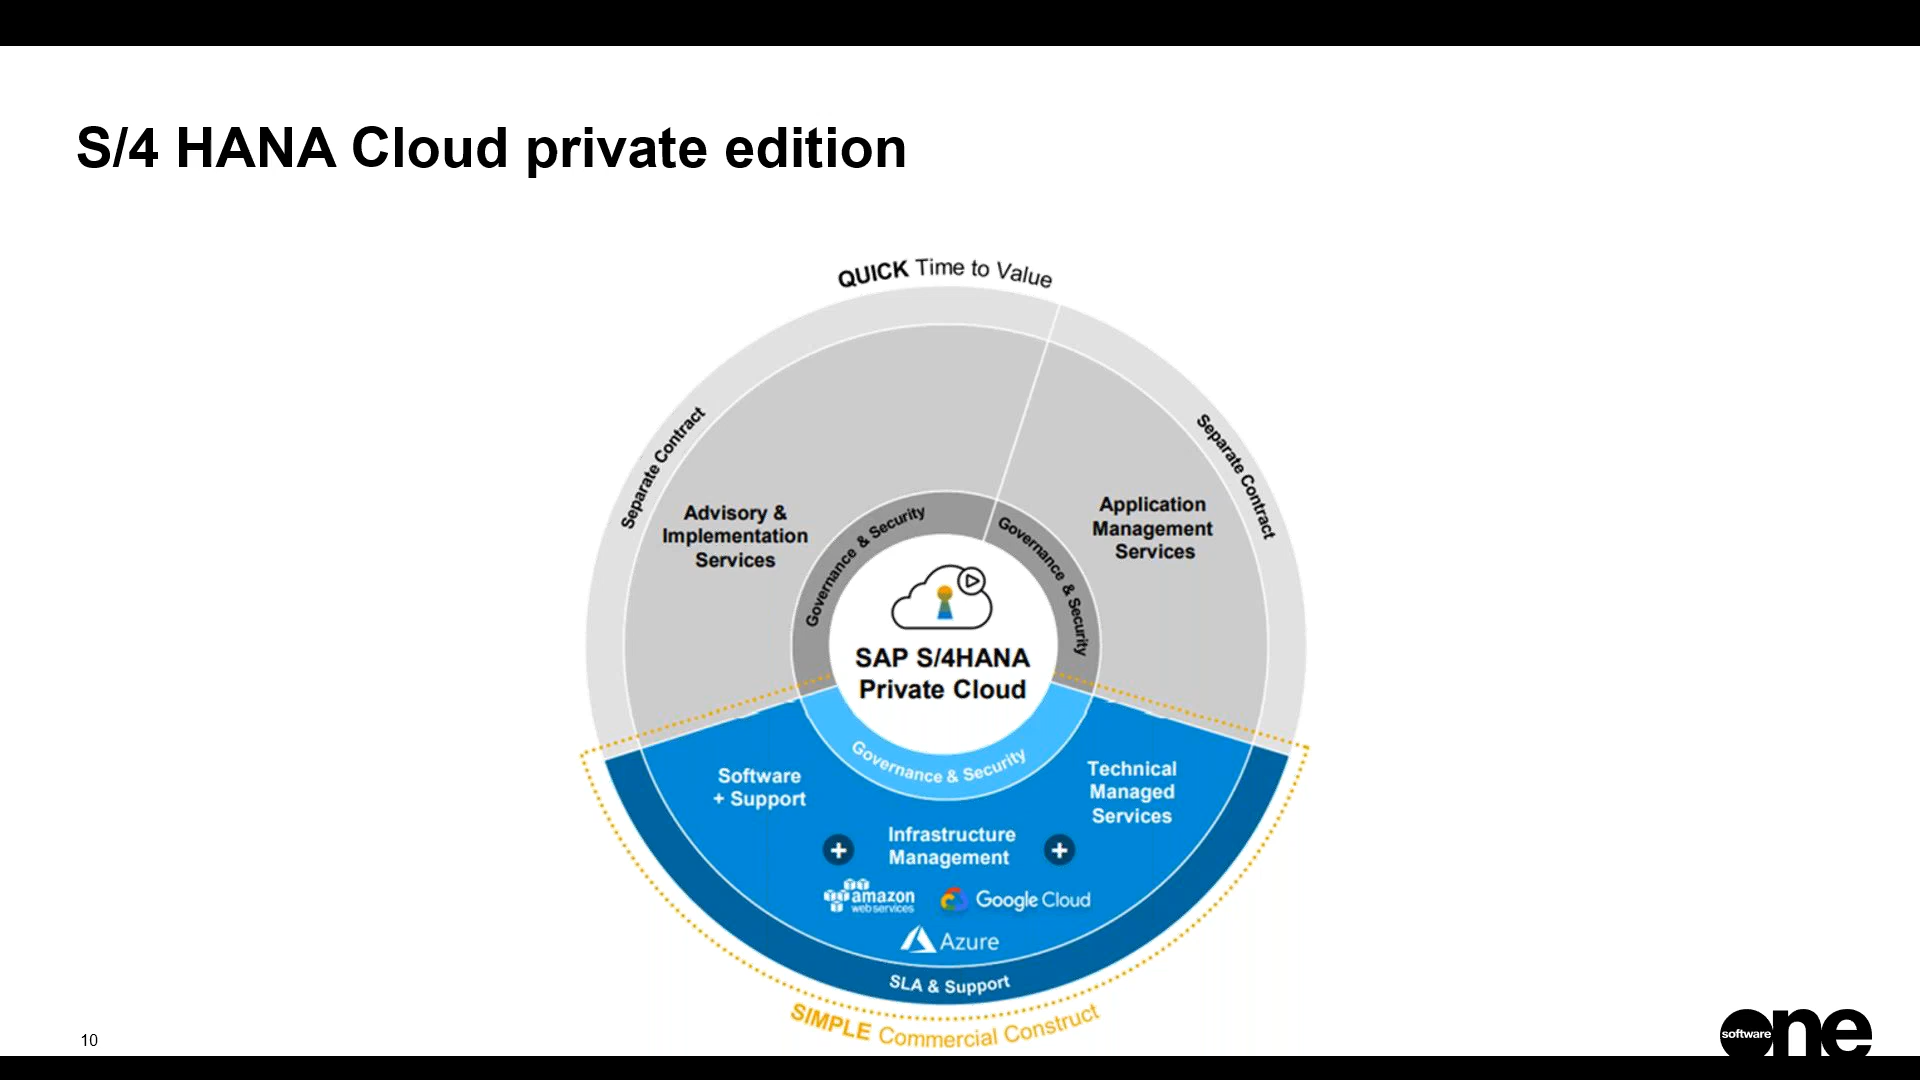 S/4 HANA Cloud private edition
QUICK Time to Value
Separate Contract
Separate Contract
Advisory &
Implementation
Services
Application
Management
Services
Governance & Security
Governance & Security
SAP S/4HANA
Private Cloud
Governance & Security
Software
+ Support
Technical
Managed
Services
Infrastructure
Management
amazon
webservices
Google Cloud
Azure
SLA & Support
SIMPLE Commercial Construct
10
software one